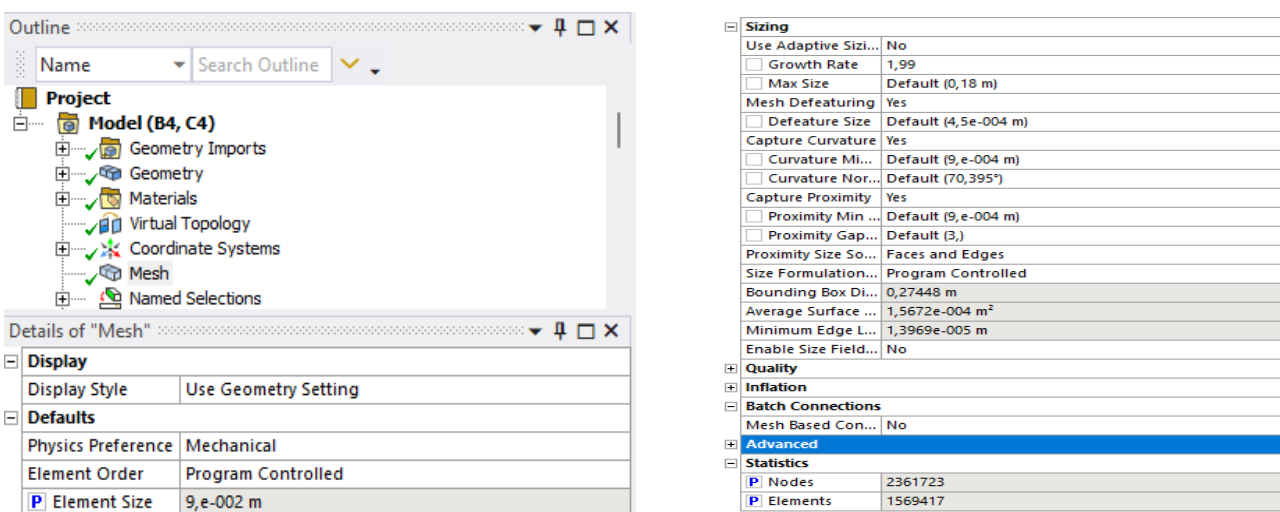 Outline
Name Search Outline
Project
Model (B4, C4)
Geometry Imports
Geometry
Materials
Virtual Topology
Coordinate Systems
Mesh
Named Selections
Details of "Mesh"
Display
Display Style Use Geometry Setting
Defaults
Physics Preference Mechanical
Element Order Program Controlled
P Element Size 9,e-002 m
Sizing
Use Adaptive Sizi... No
Growth Rate 1,99
Max Size Default (0,18 m)
Mesh Defeaturing Yes
Defeature Size Default (4,5e-004 m)
Capture Curvature Yes
Curvature Mi... Default (9,e-004 m)
Curvature Nor... Default (70,395°)
Capture Proximity Yes
Proximity Min ... Default (9,e-004 m)
Proximity Gap... Default (3,)
Proximity Size So... Faces and Edges
Size Formulation... Program Controlled
Bounding Box Di... 0,27448 m
Average Surface ... 1,5672e-004 m²
Minimum Edge L... 1,3969e-005 m
Enable Size Field... No
Quality
Inflation
Batch Connections
Mesh Based Con... No
Advanced
Statistics
P Nodes 2361723
P Elements 1569417